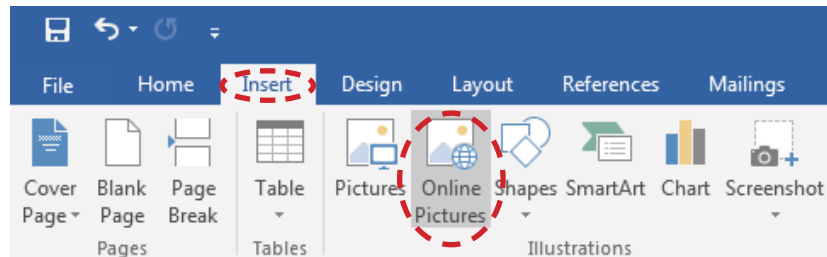 File Home Insert Design Layout References Mailings
Cover Blank Page Table Pictures Online Shapes SmartArt Chart Screenshot
Page Page Break Pictures
Pages Tables Illustrations